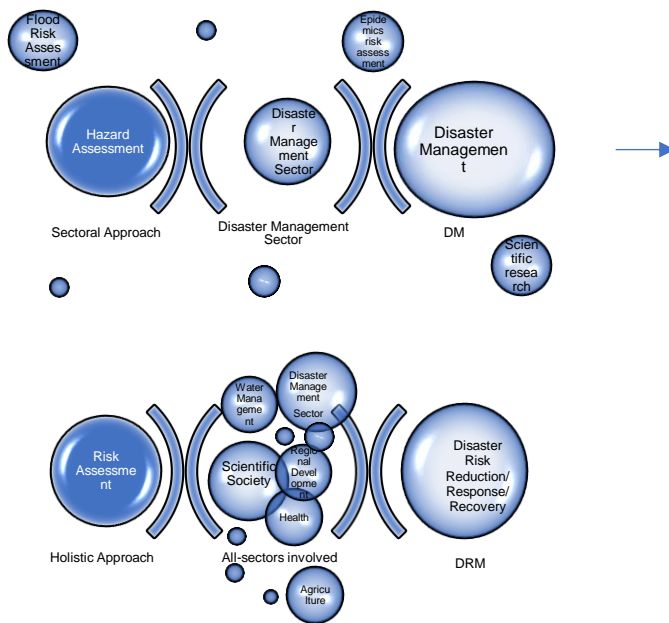 Flood
Risk
Asses
sment
Epide
mics risk
assess
ment
Hazard
Assessment
Disaste
r
Manage
ment
Sector
Disaster
Managemen
t
Sectoral Approach
Disaster Management
Sector
DM
Scien
tific
resea
rch
Water
Mana
geme
nt
Disaster
Manage
ment
Sector
Risk
Assessme
nt
Scientific
Society
Regio
nal
Devel
opme
nt
Health
Disaster
Risk
Reduction/
Response/
Recovery
Holistic Approach
All-sectors involved
DRM
Agricu
lture